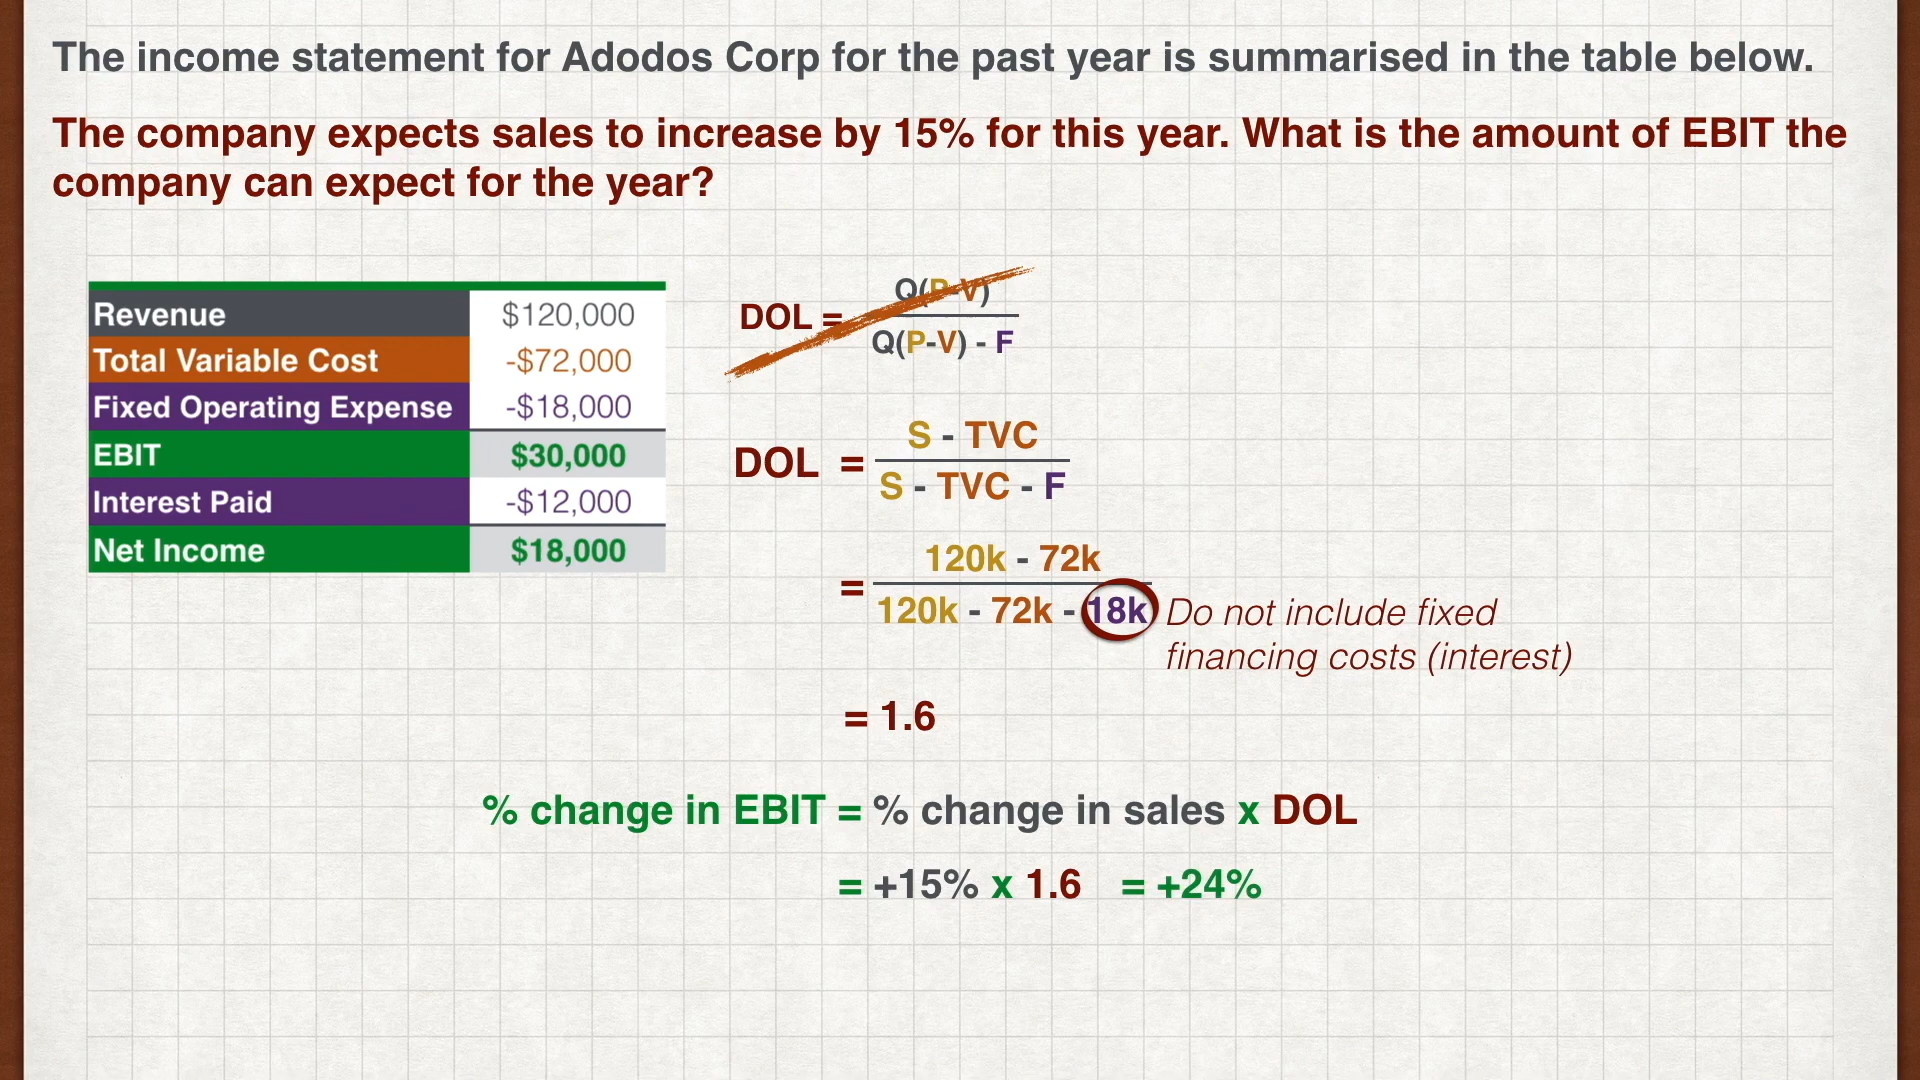 The income statement for Adodos Corp for the past year is summarised in the table below.
The company expects sales to increase by 15% for this year. What is the amount of EBIT the
company can expect for the year?
Revenue $120,000
Total Variable Cost -$72,000
Fixed Operating Expense -$18,000
EBIT $30,000
Interest Paid -$12,000
Net Income $18,000
Q(P-V)
DOL =
Q(P-V) - F
S - TVC
DOL =
S - TVC - F
120k - 72k
=
120k - 72k - 18k
Do not include fixed
financing costs (interest)
= 1.6
% change in EBIT = % change in sales x DOL
= +15% x 1.6 = +24%